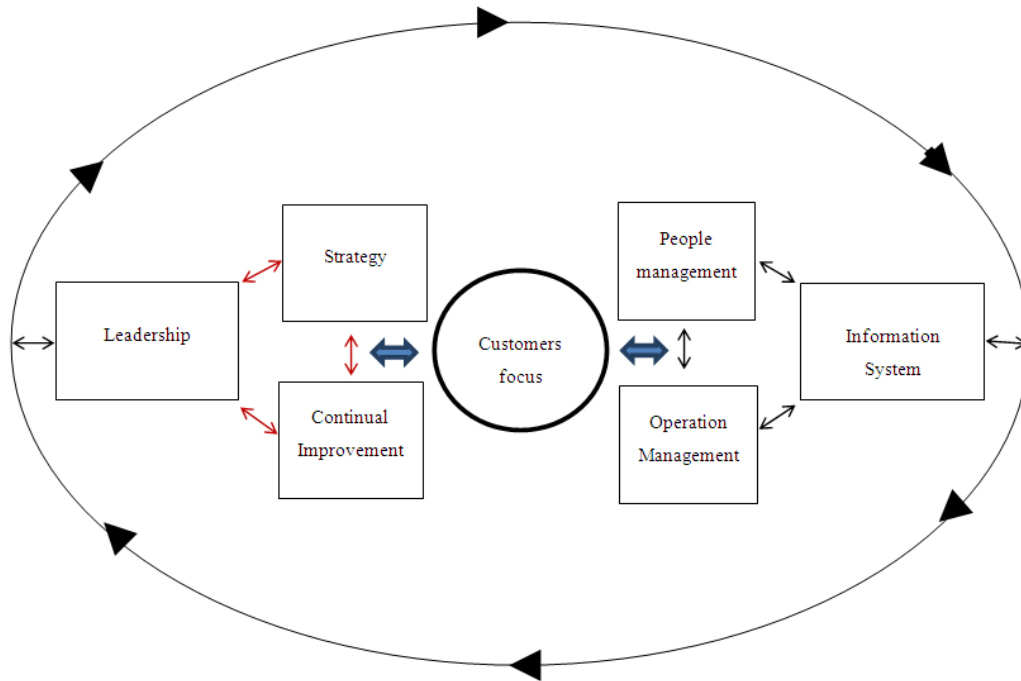 Strategy
People
management
Leadership
Customers
focus
Information
System
Continual
Improvement
Operation
Management